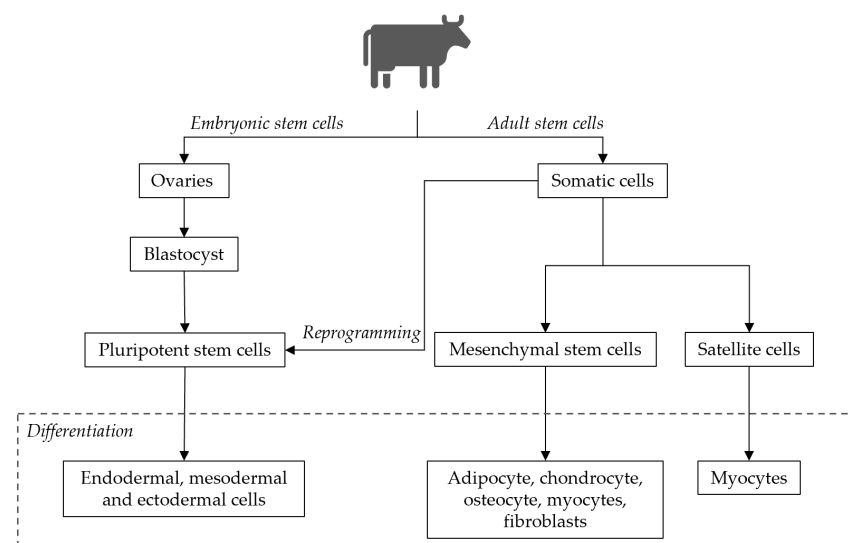 Embryonic stem cells
Adult stem cells
Ovaries
Somatic cells
Blastocyst
Reprogramming
Pluripotent stem cells
Mesenchymal stem cells
Satellite cells
Differentiation
Endodermal, mesodermal
and ectodermal cells
Adipocyte, chondrocyte,
osteocyte, myocytes,
fibroblasts
Myocytes